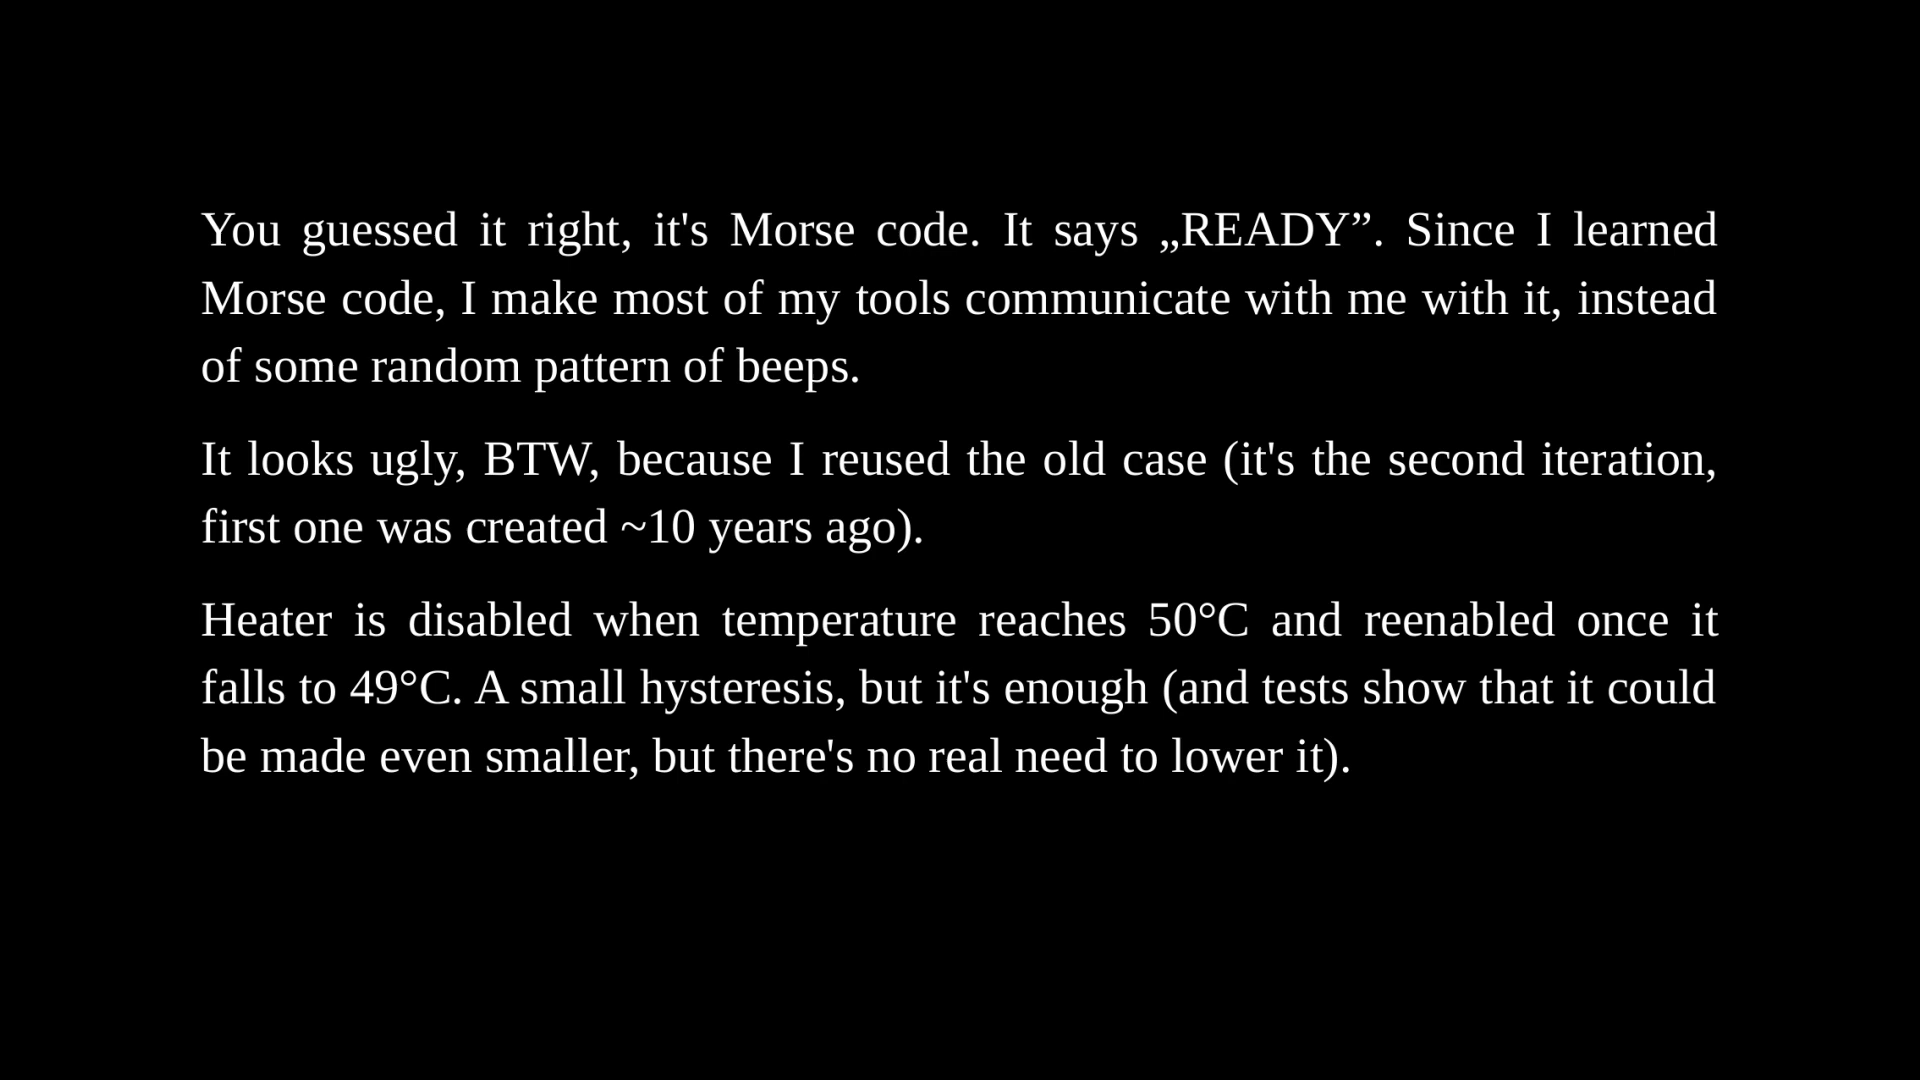 You guessed it right, it's Morse code. It says „READY”. Since I learned
Morse code, I make most of my tools communicate with me with it, instead
of some random pattern of beeps.
It looks ugly, BTW, because I reused the old case (it's the second iteration,
first one was created ~10 years ago).
Heater is disabled when temperature reaches 50°C and reenabled once it
falls to 49°C. A small hysteresis, but it's enough (and tests show that it could
be made even smaller, but there's no real need to lower it).